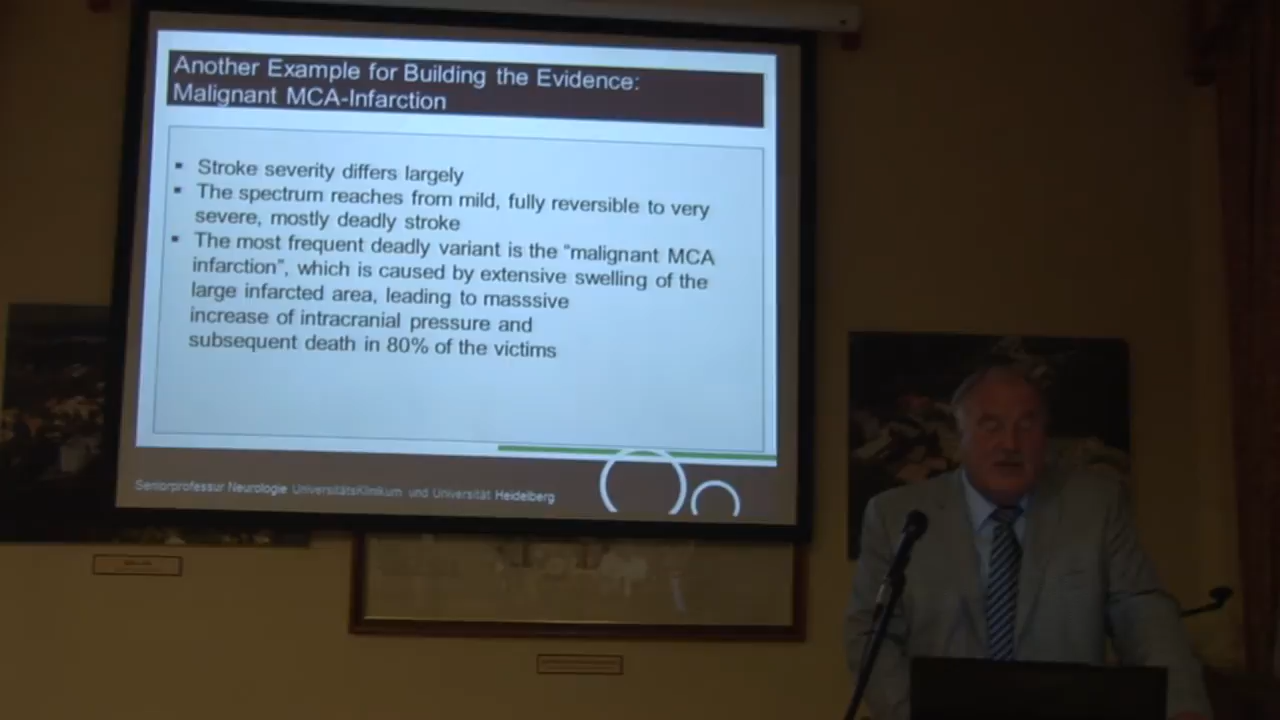 Another Example for Building the Evidence:
Malignant MCA-Infarction
▪ Stroke severity differs largely
▪ The spectrum reaches from mild, fully reversible to very
severe, mostly deadly stroke
▪ The most frequent deadly variant is the “malignant MCA
infarction”, which is caused by extensive swelling of the
large infarcted area, leading to masssive
increase of intracranial pressure and
subsequent death in 80% of the victims
Seniorprofessur Neurologie UniversitätsKlinikum und Universität Heidelberg